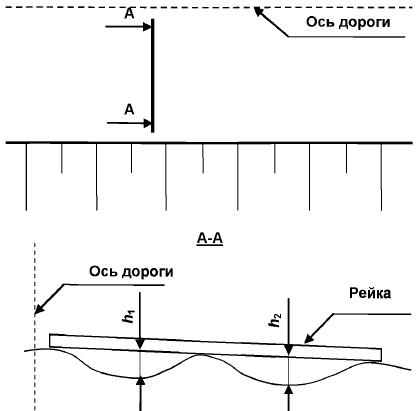 А
Ось дороги
А
А-А
Ось дороги
h1
h2
Рейка